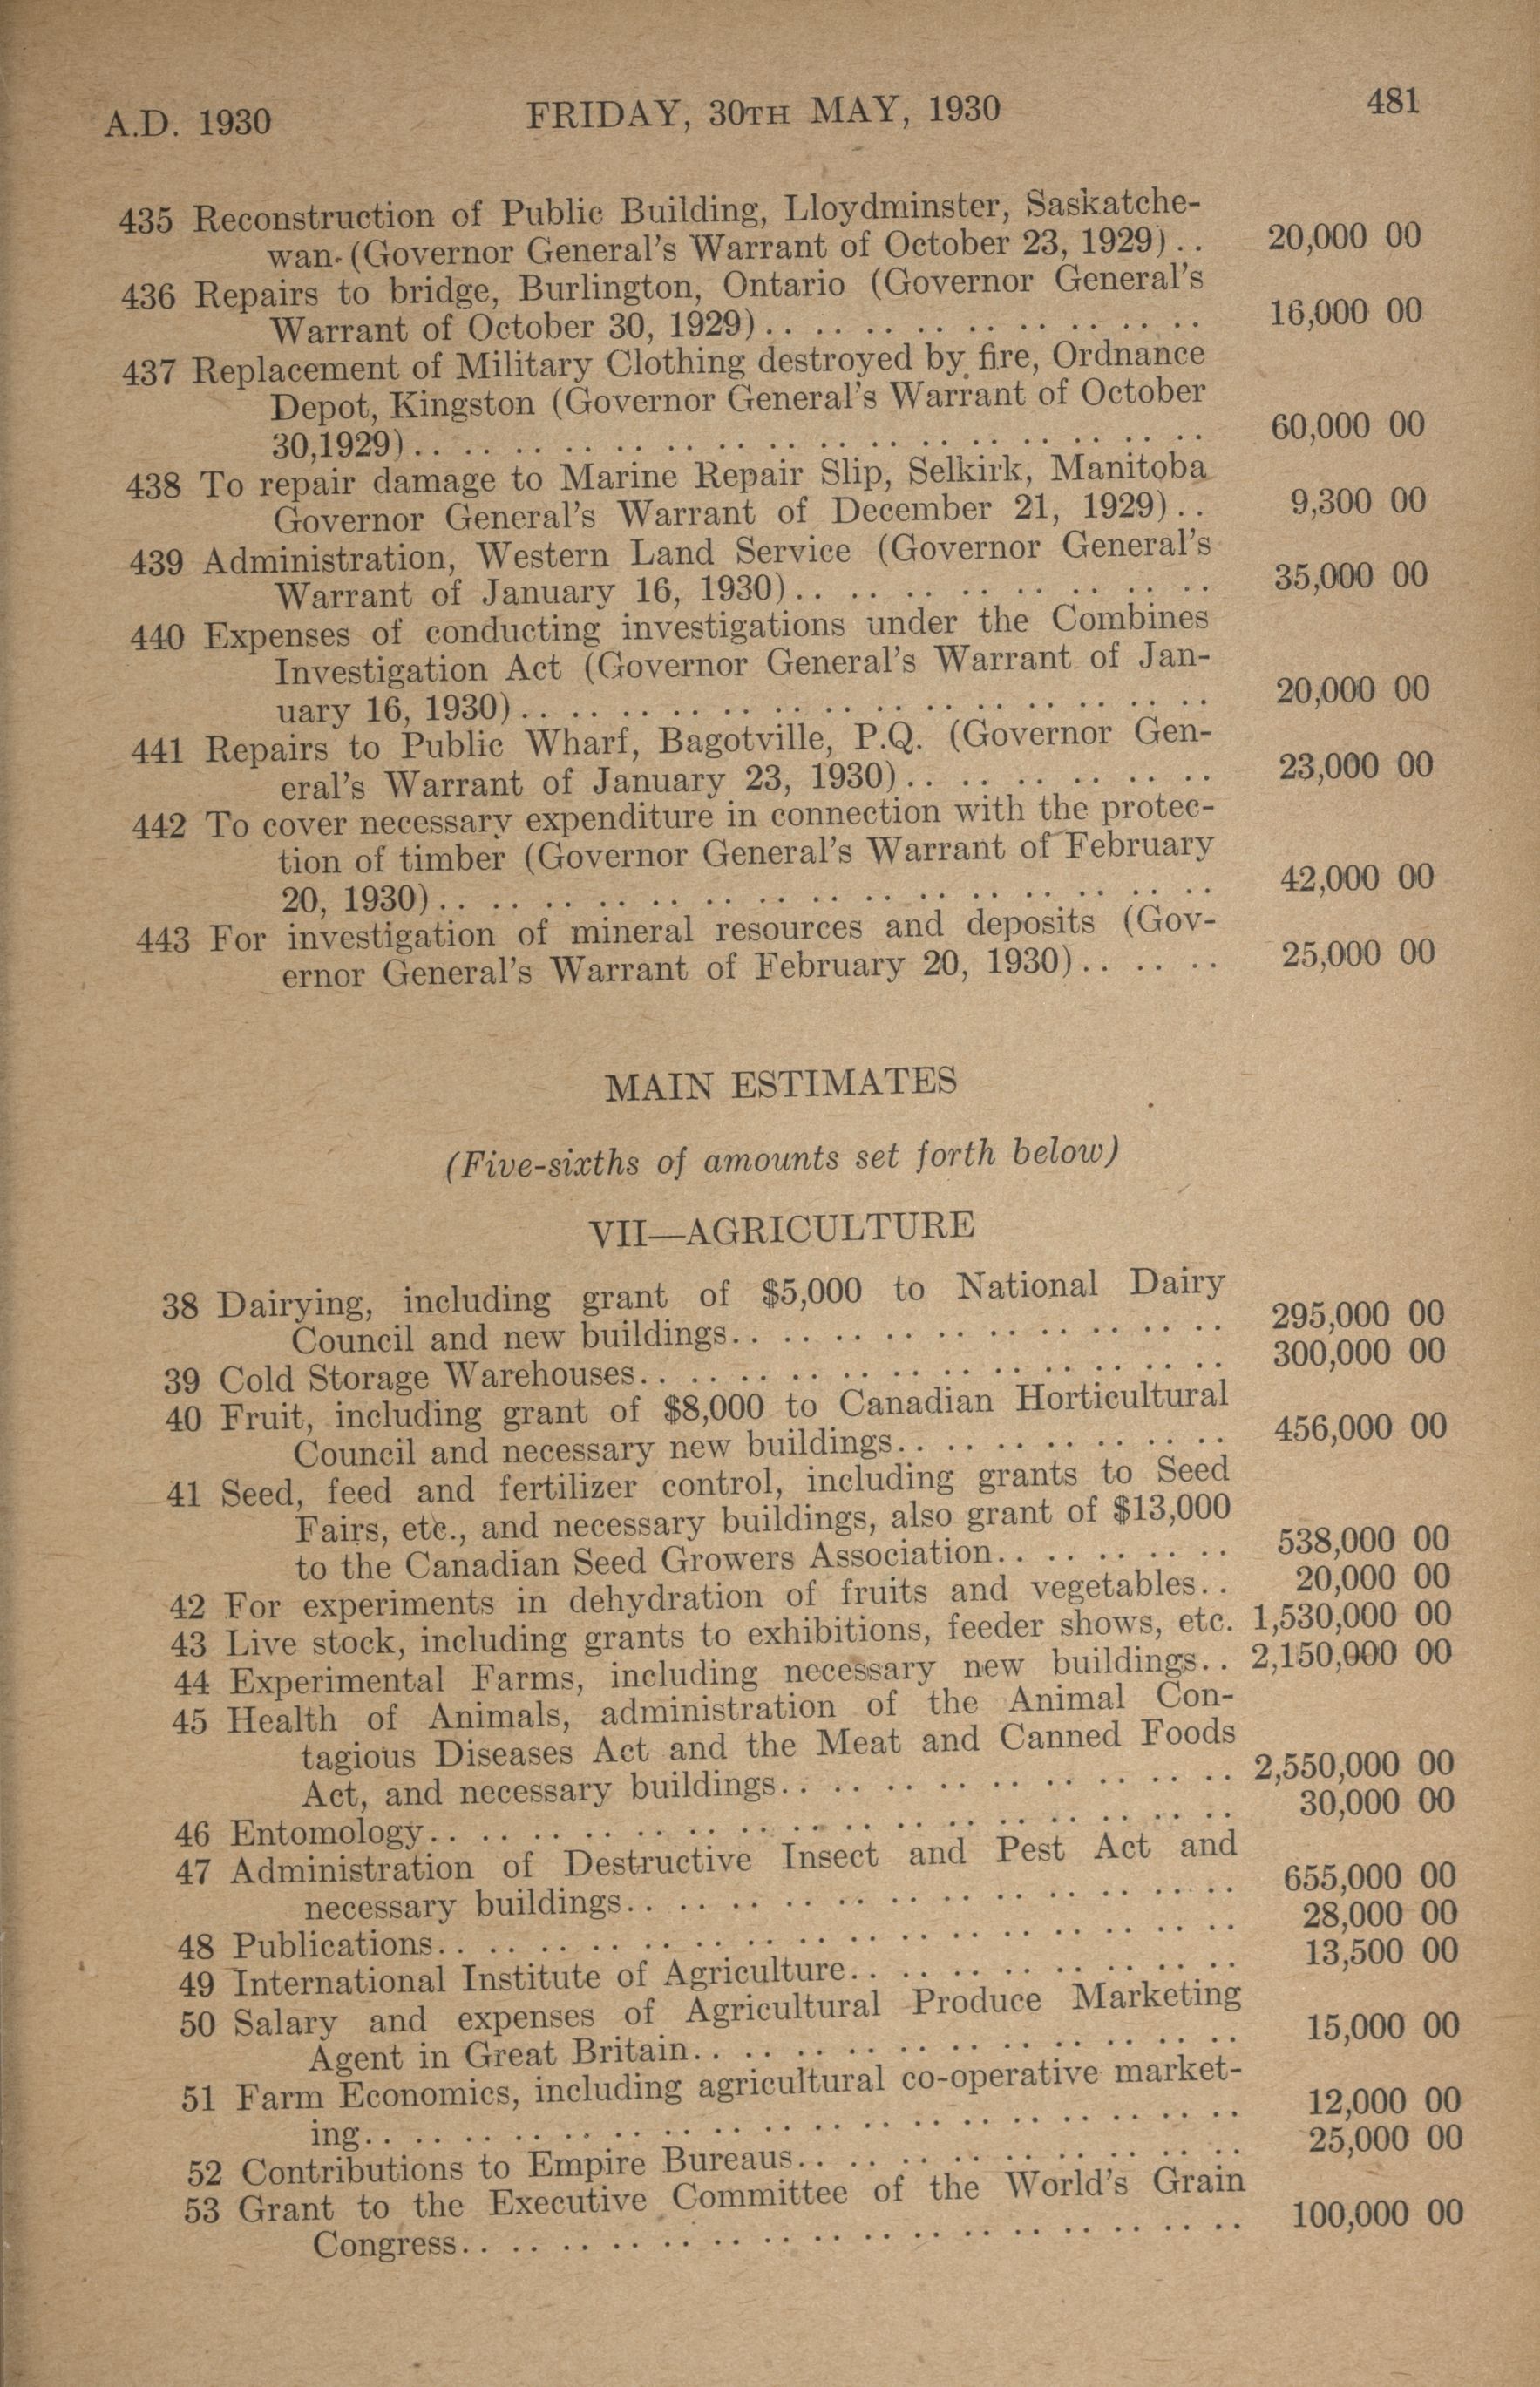 A.D. 1930 FRIDAY, 30TH MAY, 1930 481
435 Reconstruction of Public Building, Lloydminster, Saskatche-
wan. (Governor General's Warrant of October 23, 1929).. 20,000 00
436 Repairs to bridge, Burlington, Ontario (Governor General's
Warrant of October 30, 1929).. .. .. .. .. .. .. .. .. 16,000 00
437 Replacement of Military Clothing destroyed by fire, Ordnance
Depot, Kingston (Governor General's Warrant of October
30,1929).. .. .. .. .. .. .. .. .. .. .. .. .. .. .. .. 60,000 00
438 To repair damage to Marine Repair Slip, Selkirk, Manitoba
Governor General's Warrant of December 21, 1929).. 9,300 00
439 Administration, Western Land Service (Governor General's
Warrant of January 16, 1930).. .. .. .. .. .. .. .. .. 35,000 00
440 Expenses of conducting investigations under the Combines
Investigation Act (Governor General's Warrant of Jan-
uary 16, 1930).. .. .. .. .. .. .. .. .. .. .. .. .. .. 20,000 00
441 Repairs to Public Wharf, Bagotville, P.Q. (Governor Gen-
eral's Warrant of January 23, 1930).. .. .. .. .. .. .. 23,000 00
442 To cover necessary expenditure in connection with the protec-
tion of timber (Governor General's Warrant of February
20, 1930).. .. .. .. .. .. .. .. .. .. .. .. .. .. .. 42,000 00
443 For investigation of mineral resources and deposits (Gov-
ernor General's Warrant of February 20, 1930).. .. .. 25,000 00
MAIN ESTIMATES
(Five-sixths of amounts set forth below)
VII—AGRICULTURE
38 Dairying, including grant of $5,000 to National Dairy
Council and new buildings.. .. .. .. .. .. .. .. .. .. 295,000 00
39 Cold Storage Warehouses.. .. .. .. .. .. .. .. .. .. .. .. 300,000 00
40 Fruit, including grant of $8,000 to Canadian Horticultural
Council and necessary new buildings.. .. .. .. .. .. .. 456,000 00
41 Seed, feed and fertilizer control, including grants to Seed
Fairs, etc., and necessary buildings, also grant of $13,000
to the Canadian Seed Growers Association.. .. .. .. .. 538,000 00
42 For experiments in dehydration of fruits and vegetables.. 20,000 00
43 Live stock, including grants to exhibitions, feeder shows, etc. 1,530,000 00
44 Experimental Farms, including necessary new buildings.. 2,150,000 00
45 Health of Animals, administration of the Animal Con-
tagious Diseases Act and the Meat and Canned Foods
Act, and necessary buildings.. .. .. .. .. .. .. .. .. 2,550,000 00
46 Entomology.. .. .. .. .. .. .. .. .. .. .. .. .. .. .. .. 30,000 00
47 Administration of Destructive Insect and Pest Act and
necessary buildings.. .. .. .. .. .. .. .. .. .. .. .. 655,000 00
48 Publications.. .. .. .. .. .. .. .. .. .. .. .. .. .. .. .. 28,000 00
49 International Institute of Agriculture.. .. .. .. .. .. .. .. 13,500 00
50 Salary and expenses of Agricultural Produce Marketing
Agent in Great Britain.. .. .. .. .. .. .. .. .. .. .. 15,000 00
51 Farm Economics, including agricultural co-operative market-
ing.. .. .. .. .. .. .. .. .. .. .. .. .. .. .. .. .. 12,000 00
52 Contributions to Empire Bureaus.. .. .. .. .. .. .. .. .. 25,000 00
53 Grant to the Executive Committee of the World's Grain
Congress.. .. .. .. .. .. .. .. .. .. .. .. .. .. .. .. 100,000 00